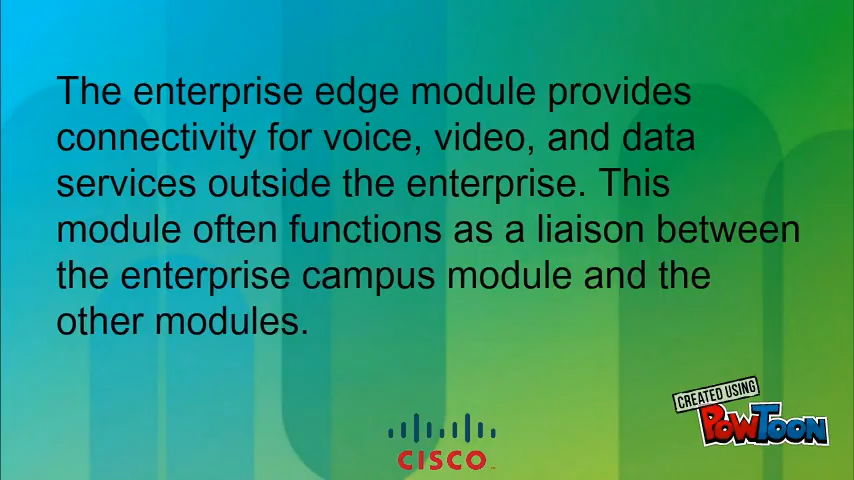 The enterprise edge module provides
connectivity for voice, video, and data
services outside the enterprise. This
module often functions as a liaison between
the enterprise campus module and the
other modules.
CREATED USING
POWTOON
CISCO